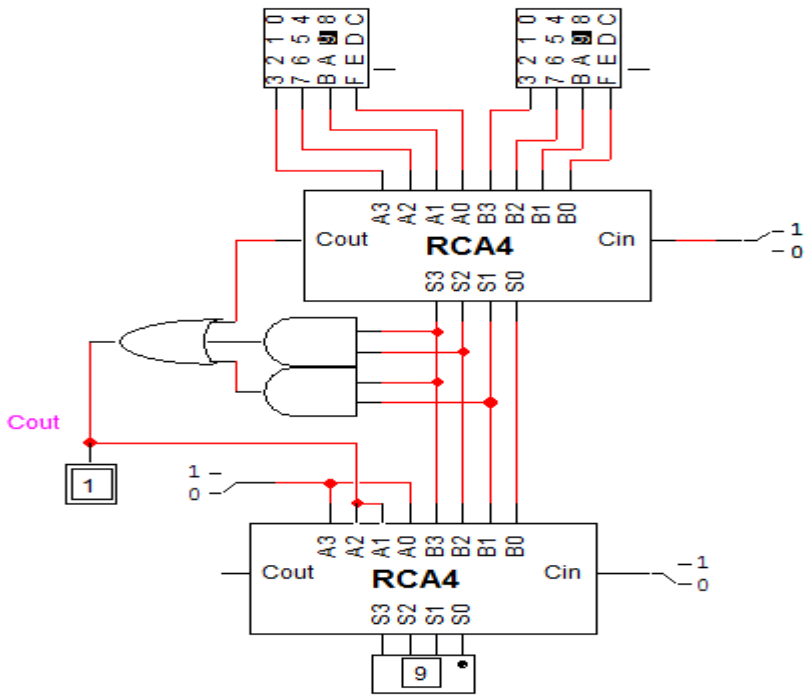 0 4 8 C
1 5 9 D
2 6 A E
3 7 B F
0 4 8 C
1 5 9 D
2 6 A E
3 7 B F
A3 A2 A1 A0 B3 B2 B1 B0
Cout RCA4 Cin
S3 S2 S1 S0
1
0
Cout
1
1
0
A3 A2 A1 A0 B3 B2 B1 B0
Cout RCA4 Cin
S3 S2 S1 S0
1
0
9